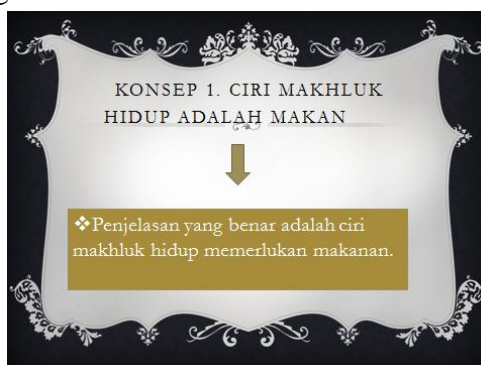 KONSEP 1. CIRI MAKHLUK
HIDUP ADALAH MAKAN
❖Penjelasan yang benar adalah ciri
makhluk hidup memerlukan makanan.